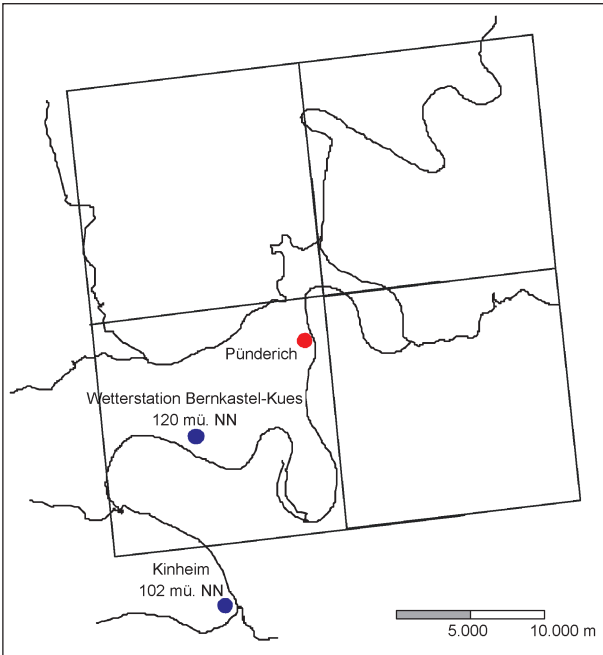 Pünderich
Wetterstation Bernkastel-Kues
120 mü. NN
Kinheim
102 mü. NN
5.000 10.000 m